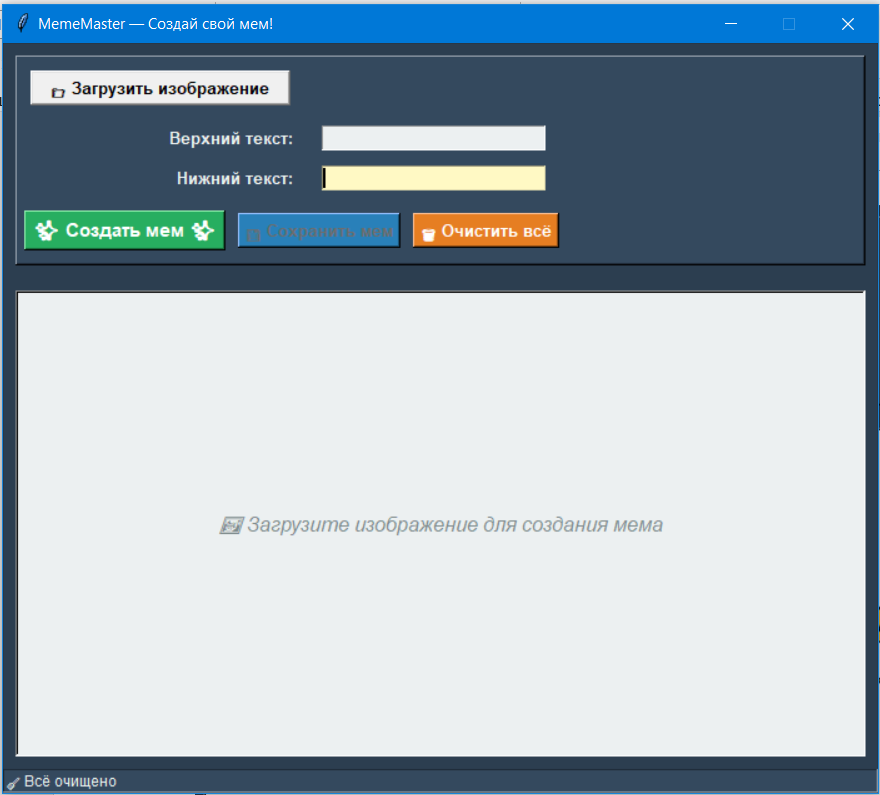 MemeMaster — Создай свой мем!
Загрузить изображение
Верхний текст:
Нижний текст:
Создать мем
Сохранить мем
Очистить всё
Загрузите изображение для создания мема
Всё очищено